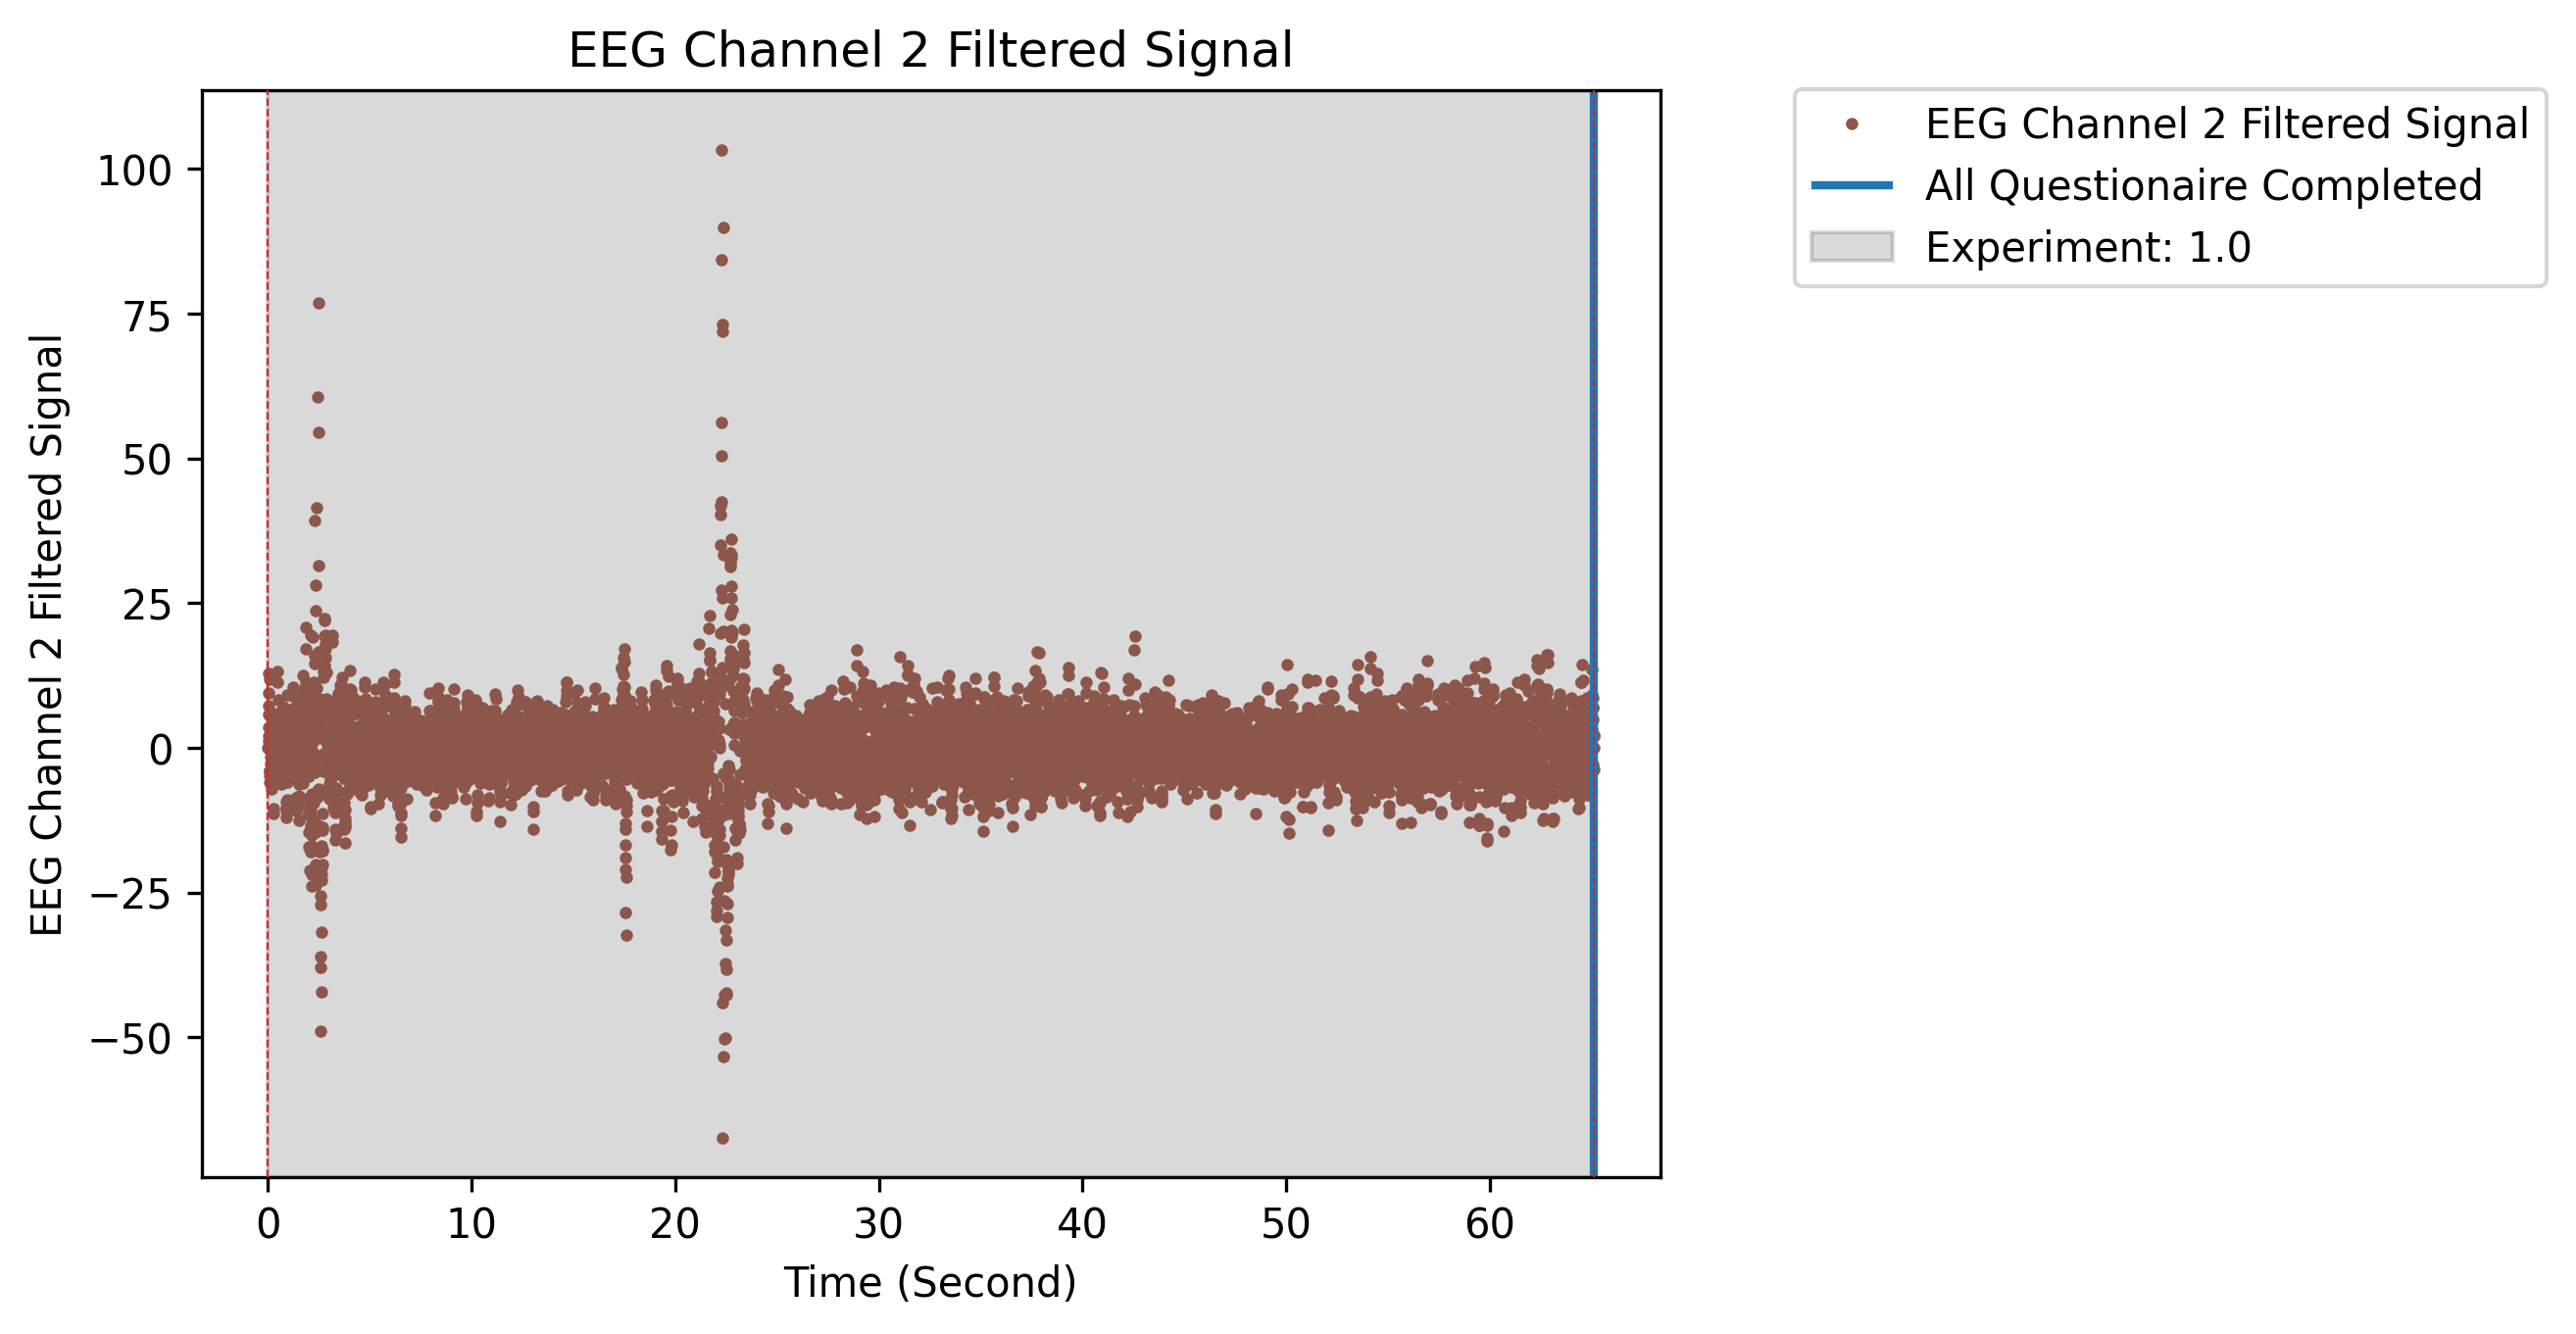 EEG Channel 2 Filtered Signal
EEG Channel 2 Filtered Signal
All Questionaire Completed
Experiment: 1.0
EEG Channel 2 Filtered Signal
100
75
50
25
0
−25
−50
0 10 20 30 40 50 60
Time (Second)